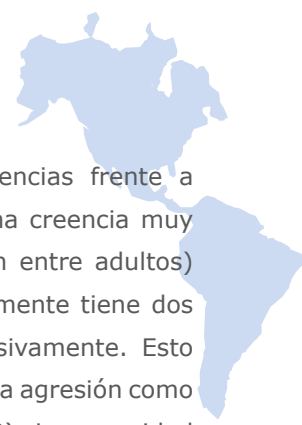 encias frente a
na creencia muy
n entre adultos)
mente tiene dos
sivamente. Esto
a agresión como